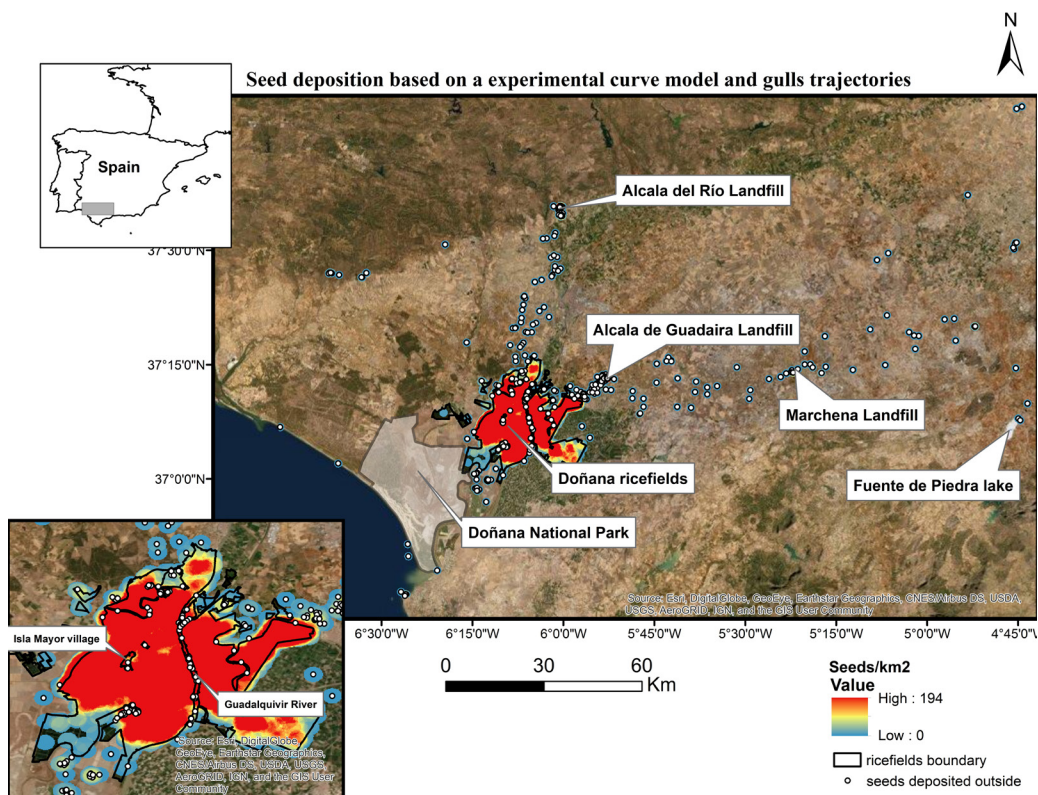 N
Seed deposition based on a experimental curve model and gulls trajectories
Spain
Alcala del Río Landfill
37°30'0"N
Alcala de Guadaira Landfill
37°15'0"N
Marchena Landfill
37°0'0"N
Doñana ricefields
Fuente de Piedra lake
Doñana National Park
Source: Esri, DigitalGlobe, GeoEye, Earthstar Geographics, CNES/Airbus DS, USDA,
USGS, AeroGRID, IGN, and the GIS User Community
6°30'0"W
6°15'0"W
6°0'0"W
5°45'0"W
5°30'0"W
5°15'0"W
5°0'0"W
4°45'0"W
Isla Mayor village
Guadalquivir River
Source: Esri, DigitalGlobe,
GeoEye, Earthstar Geographics,
CNES/Airbus DS, USDA, USGS,
AeroGRID, IGN, and the GIS User
Community
0
30
60
Km
Seeds/km2
Value
High : 194
Low : 0
ricefields boundary
seeds deposited outside